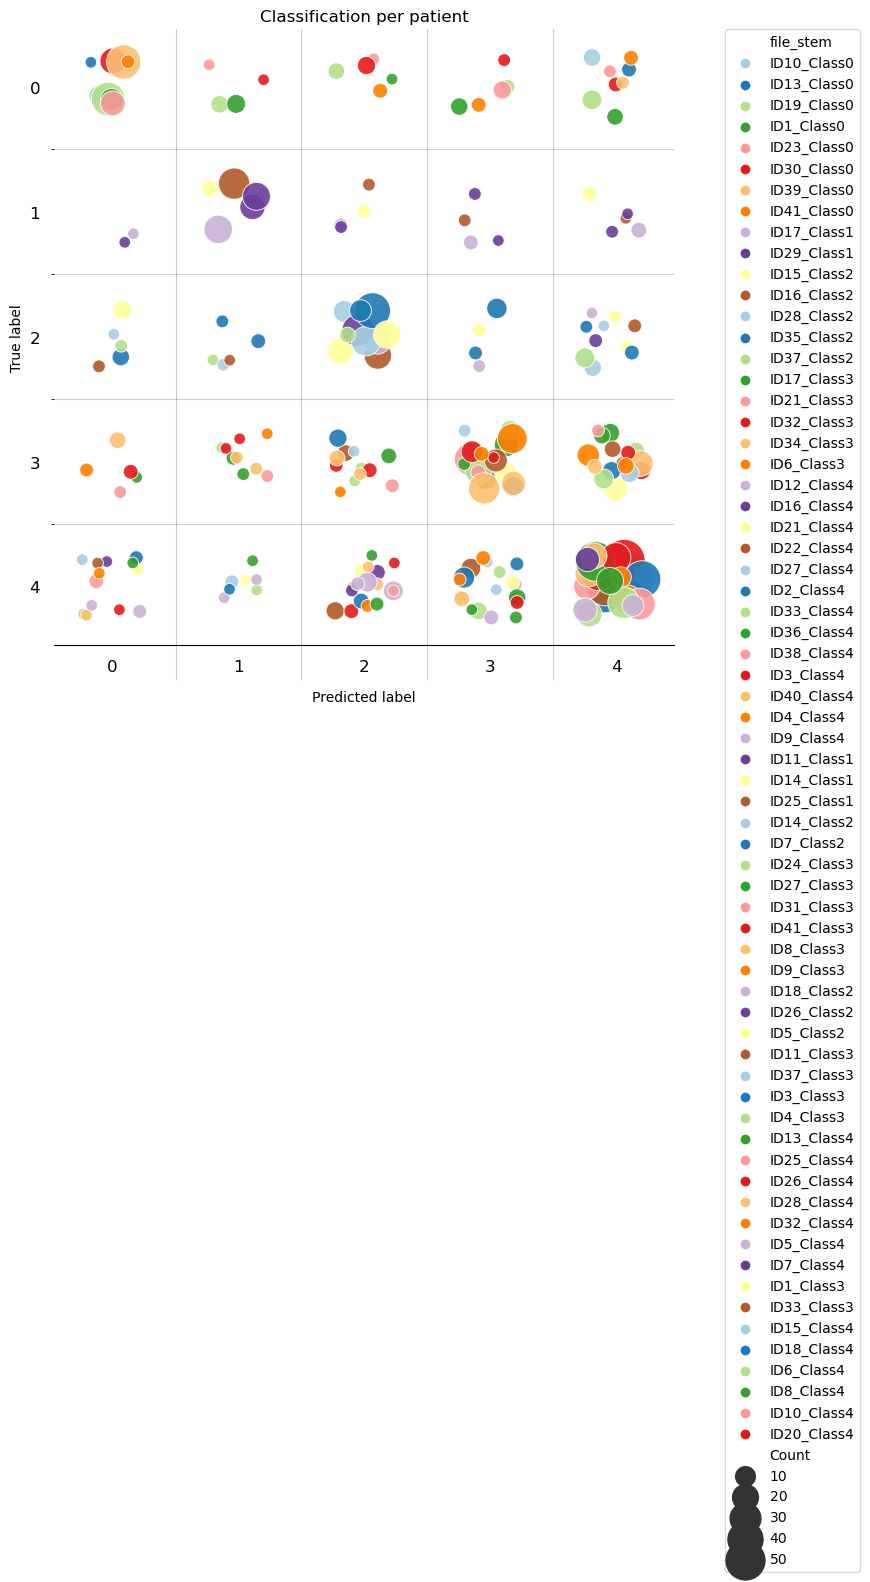 Classification per patient
True label
0
1
2
3
4
0 1 2 3 4
Predicted label
file_stem
ID10_Class0
ID13_Class0
ID19_Class0
ID1_Class0
ID23_Class0
ID30_Class0
ID39_Class0
ID41_Class0
ID17_Class1
ID29_Class1
ID15_Class2
ID16_Class2
ID28_Class2
ID35_Class2
ID37_Class2
ID17_Class3
ID21_Class3
ID32_Class3
ID34_Class3
ID6_Class3
ID12_Class4
ID16_Class4
ID21_Class4
ID22_Class4
ID27_Class4
ID2_Class4
ID33_Class4
ID36_Class4
ID38_Class4
ID3_Class4
ID40_Class4
ID4_Class4
ID9_Class4
ID11_Class1
ID14_Class1
ID25_Class1
ID14_Class2
ID7_Class2
ID24_Class3
ID27_Class3
ID31_Class3
ID41_Class3
ID8_Class3
ID9_Class3
ID18_Class2
ID26_Class2
ID5_Class2
ID11_Class3
ID37_Class3
ID3_Class3
ID4_Class3
ID13_Class4
ID25_Class4
ID26_Class4
ID28_Class4
ID32_Class4
ID5_Class4
ID7_Class4
ID1_Class3
ID33_Class3
ID15_Class4
ID18_Class4
ID6_Class4
ID8_Class4
ID10_Class4
ID20_Class4
Count
10
20
30
40
50